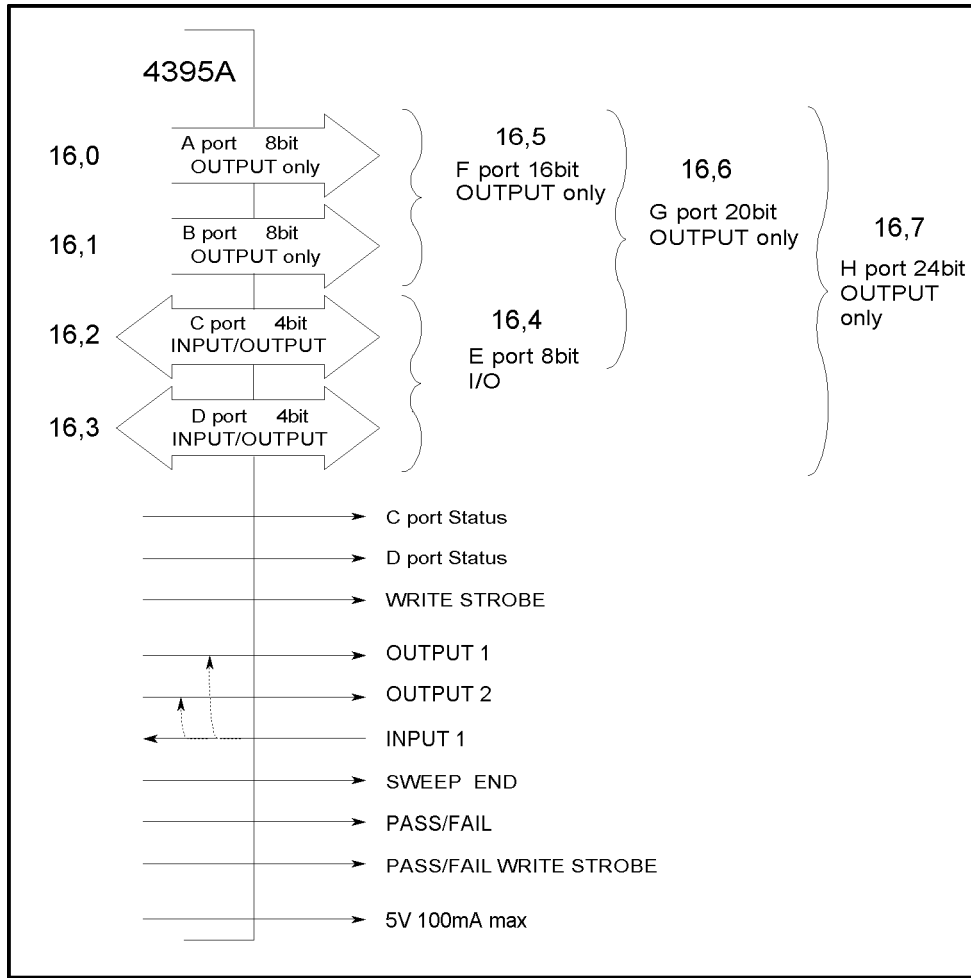 4395A
16,0
A port 8bit
OUTPUT only
16,1
B port 8bit
OUTPUT only
16,2
C port 4bit
INPUT/OUTPUT
16,3
D port 4bit
INPUT/OUTPUT
16,5
F port 16bit
OUTPUT only
16,4
E port 8bit
I/O
16,6
G port 20bit
OUTPUT only
16,7
H port 24bit
OUTPUT
only
C port Status
D port Status
WRITE STROBE
OUTPUT 1
OUTPUT 2
INPUT 1
SWEEP END
PASS/FAIL
PASS/FAIL WRITE STROBE
5V 100mA max